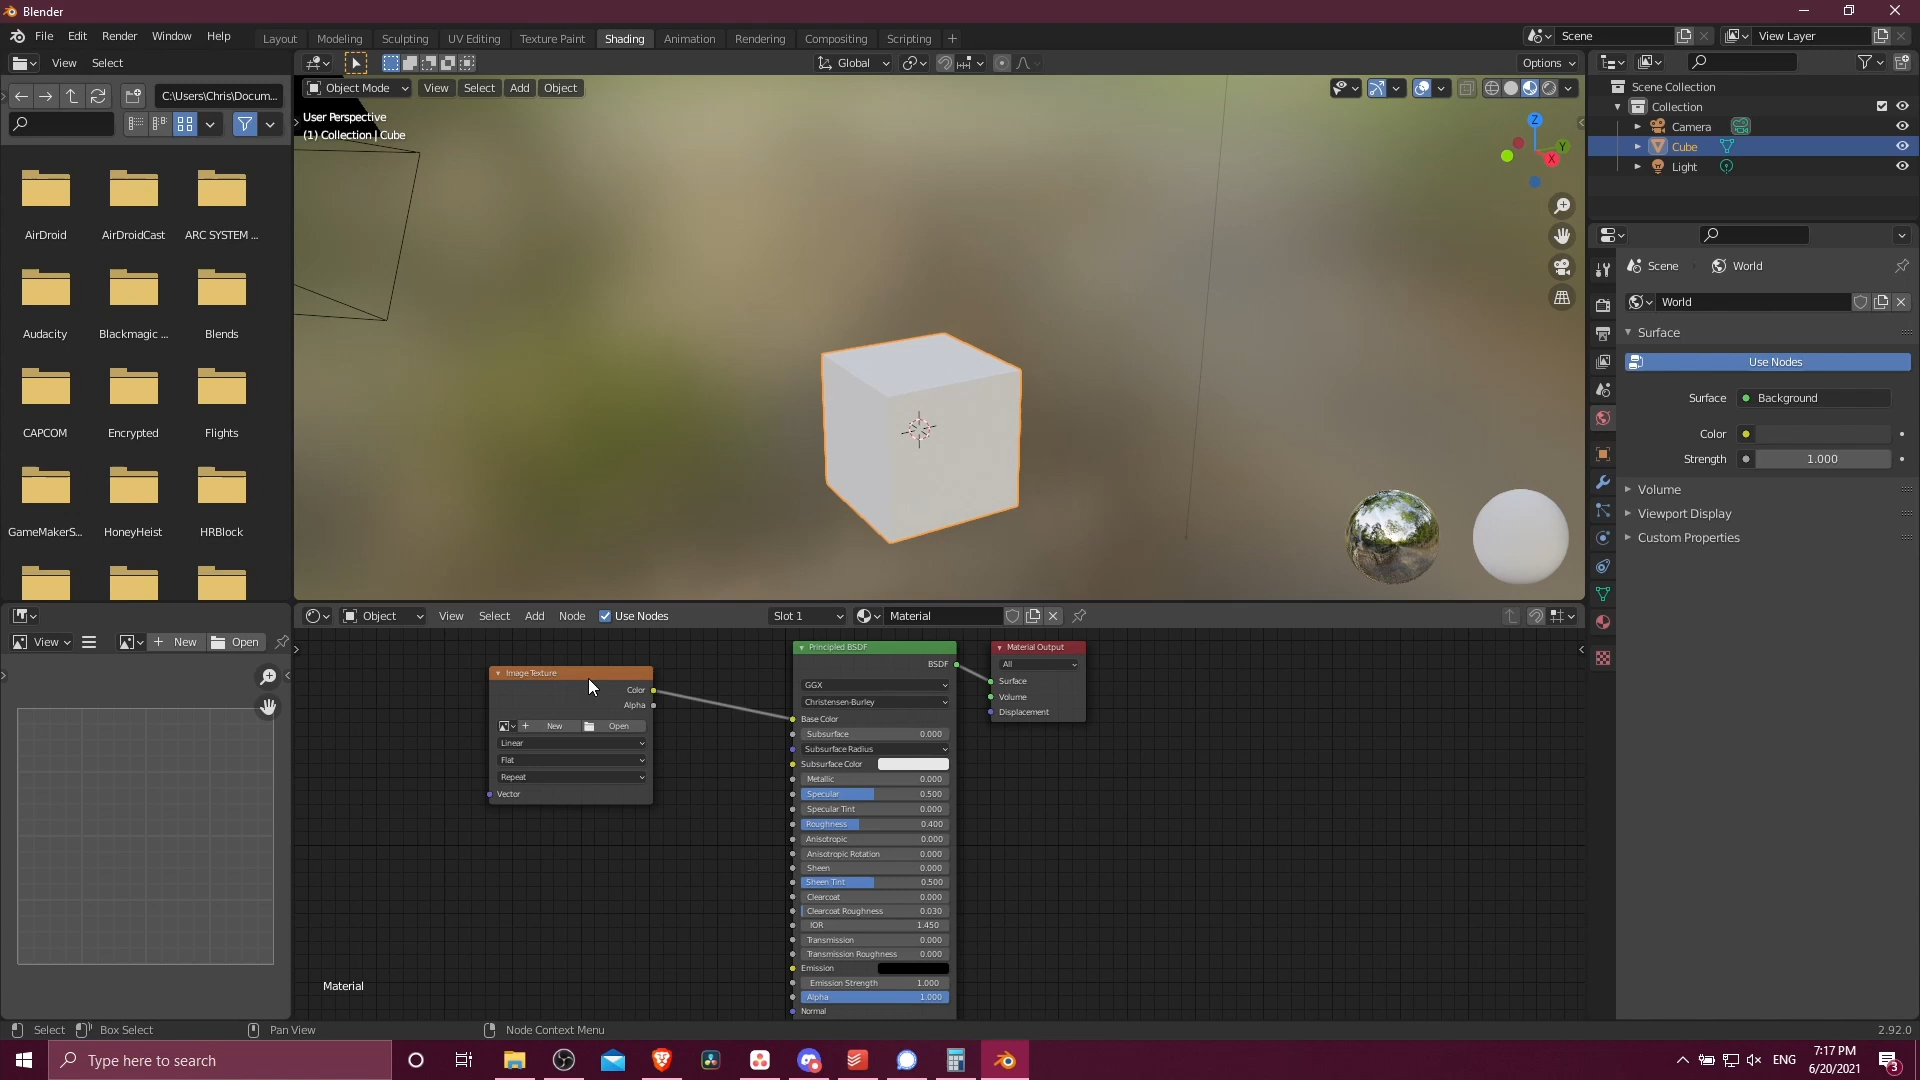 Blender
File Edit Render Window Help
Layout Modeling Sculpting UV Editing Texture Paint Shading Animation Rendering Compositing Scripting
Scene
View Layer
View Select
Global
Options
C:\Users\Chris\Docum...
Object Mode View Select Add Object
User Perspective
(1) Collection | Cube
Z
Y
X
AirDroid AirDroidCast ARC SYSTEM ...
Audacity Blackmagic ... Blends
CAPCOM Encrypted Flights
GameMakerS... HoneyHeist HRBlock
Scene Collection
Collection
Camera
Cube
Light
Scene World
World
Surface
Use Nodes
Surface Background
Color
Strength 1.000
Volume
Viewport Display
Custom Properties
View New Open
Object View Select Add Node Use Nodes Slot 1 Material
Image Texture
Color
Alpha
New Open
Linear
Flat
Repeat
Vector
Principled BSDF
BSDF
GGX
Christensen-Burley
Base Color
Subsurface 0.000
Subsurface Radius
Subsurface Color
Metallic 0.000
Specular 0.500
Specular Tint 0.000
Roughness 0.400
Anisotropic 0.000
Anisotropic Rotation 0.000
Sheen 0.000
Sheen Tint 0.500
Clearcoat 0.000
Clearcoat Roughness 0.030
IOR 1.450
Transmission 0.000
Transmission Roughness 0.000
Emission
Emission Strength 1.000
Alpha 1.000
Normal
Material Output
All
Surface
Volume
Displacement
Material
Select Box Select Pan View Node Context Menu 2.92.0
Type here to search
ENG
7:17 PM
6/20/2021
3